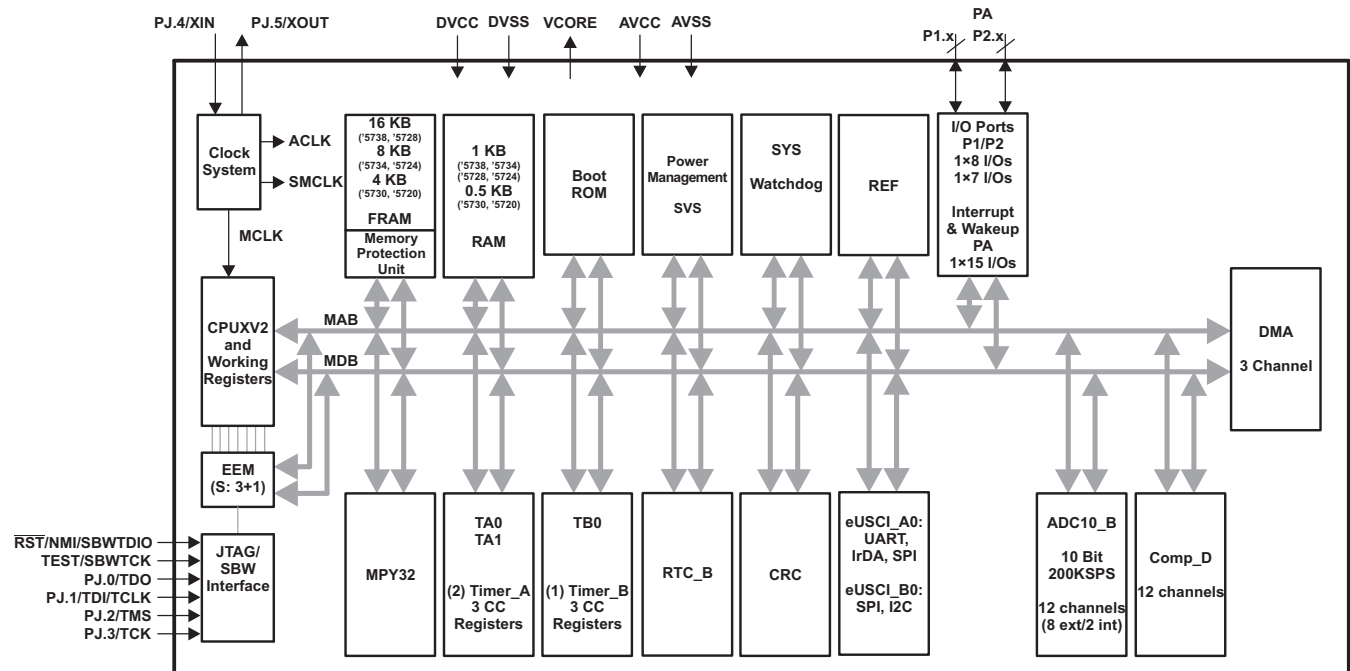 PJ.4/XIN
PJ.5/XOUT
DVCC
DVSS
VCORE
AVCC
AVSS
PA
P1.x
P2.x
Clock
System
ACLK
SMCLK
MCLK
16 KB
('5738, '5728)
8 KB
('5734, '5724)
4 KB
('5730, '5720)
FRAM
Memory
Protection
Unit
1 KB
('5738, '5734)
('5728, '5724)
0.5 KB
('5730, '5720)
RAM
Boot
ROM
Power
Management
SVS
SYS
Watchdog
REF
I/O Ports
P1/P2
1×8 I/Os
1×7 I/Os
Interrupt
& Wakeup
PA
1×15 I/Os
CPUXV2
and
Working
Registers
MAB
MDB
DMA
3 Channel
EEM
(S: 3+1)
RST/NMI/SBWTDIO
TEST/SBWTCK
PJ.0/TDO
PJ.1/TDI/TCLK
PJ.2/TMS
PJ.3/TCK
JTAG/
SBW
Interface
MPY32
TA0
TA1
(2) Timer_A
3 CC
Registers
TB0
(1) Timer_B
3 CC
Registers
RTC_B
CRC
eUSCI_A0:
UART,
IrDA, SPI
eUSCI_B0:
SPI, I2C
ADC10_B
10 Bit
200KSPS
12 channels
(8 ext/2 int)
Comp_D
12 channels